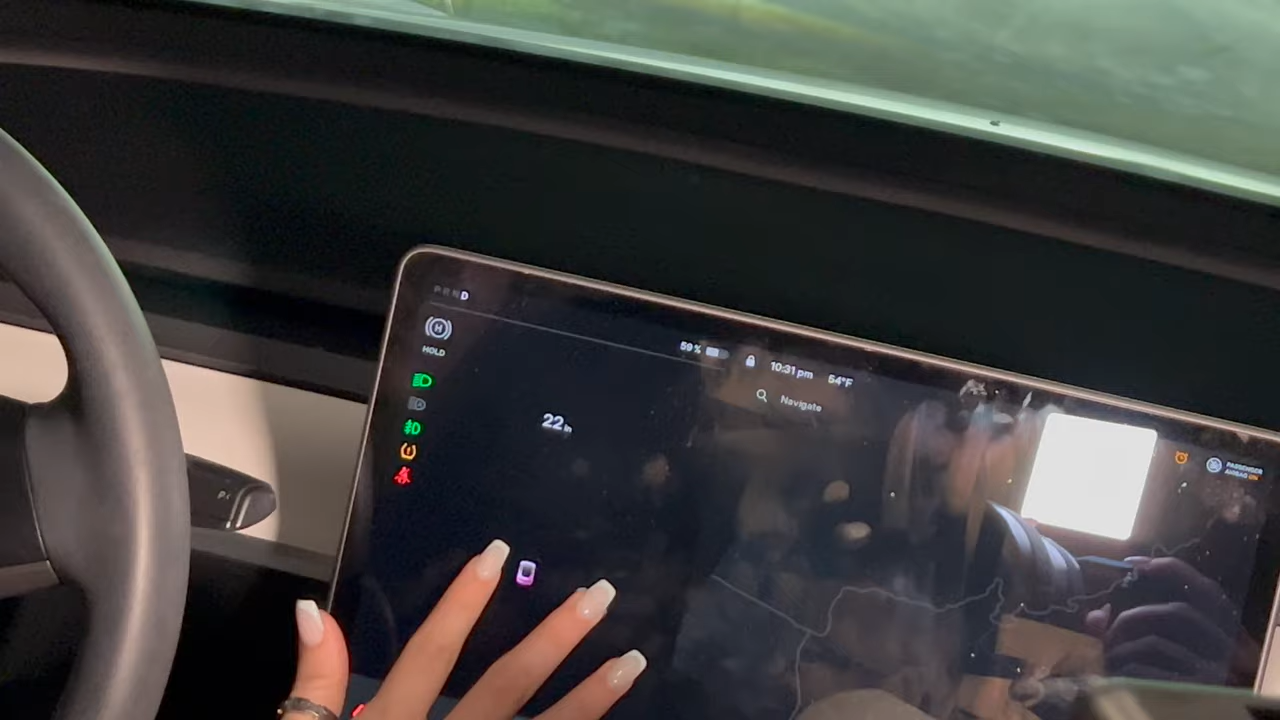 PRND
HOLD
59%
10:31 pm
54°F
Navigate
22 in
PASSENGER
AIRBAG ON
P